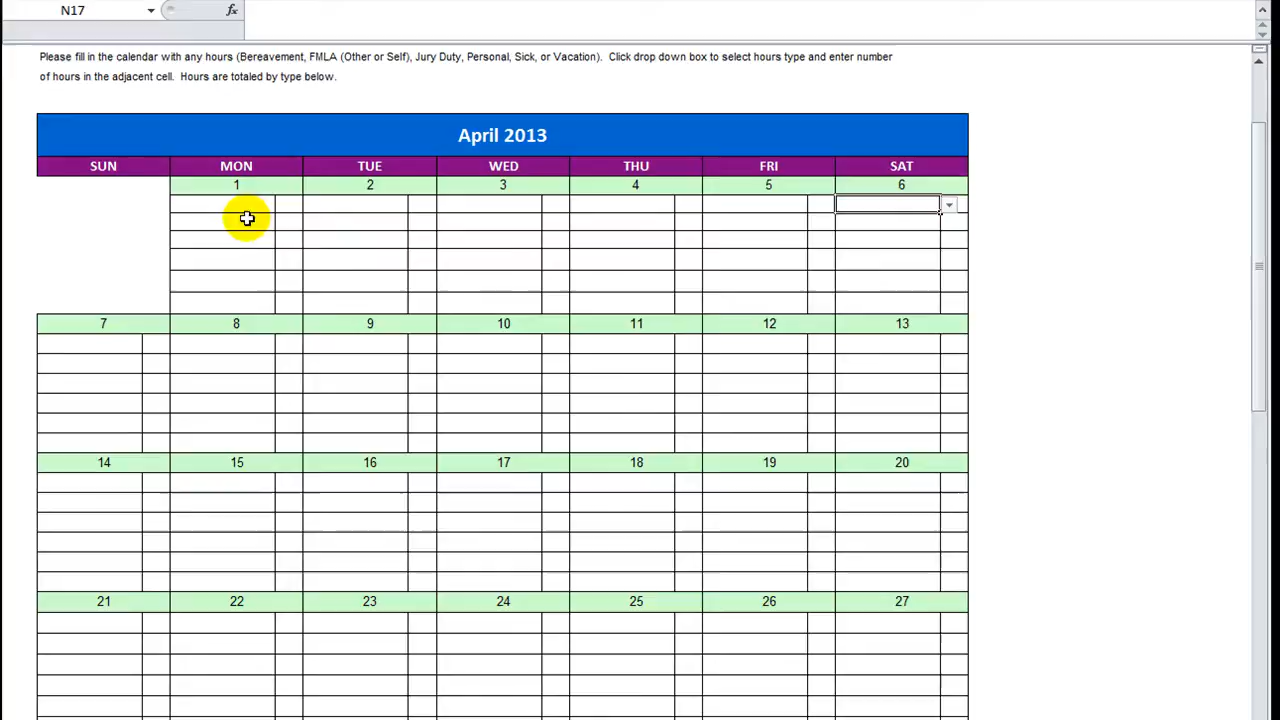 N17 fx
Please fill in the calendar with any hours (Bereavement, FMLA (Other or Self), Jury Duty, Personal, Sick, or Vacation). Click drop down box to select hours type and enter number
of hours in the adjacent cell. Hours are totaled by type below.
April 2013
SUN MON TUE WED THU FRI SAT
1 2 3 4 5 6
7 8 9 10 11 12 13
14 15 16 17 18 19 20
21 22 23 24 25 26 27